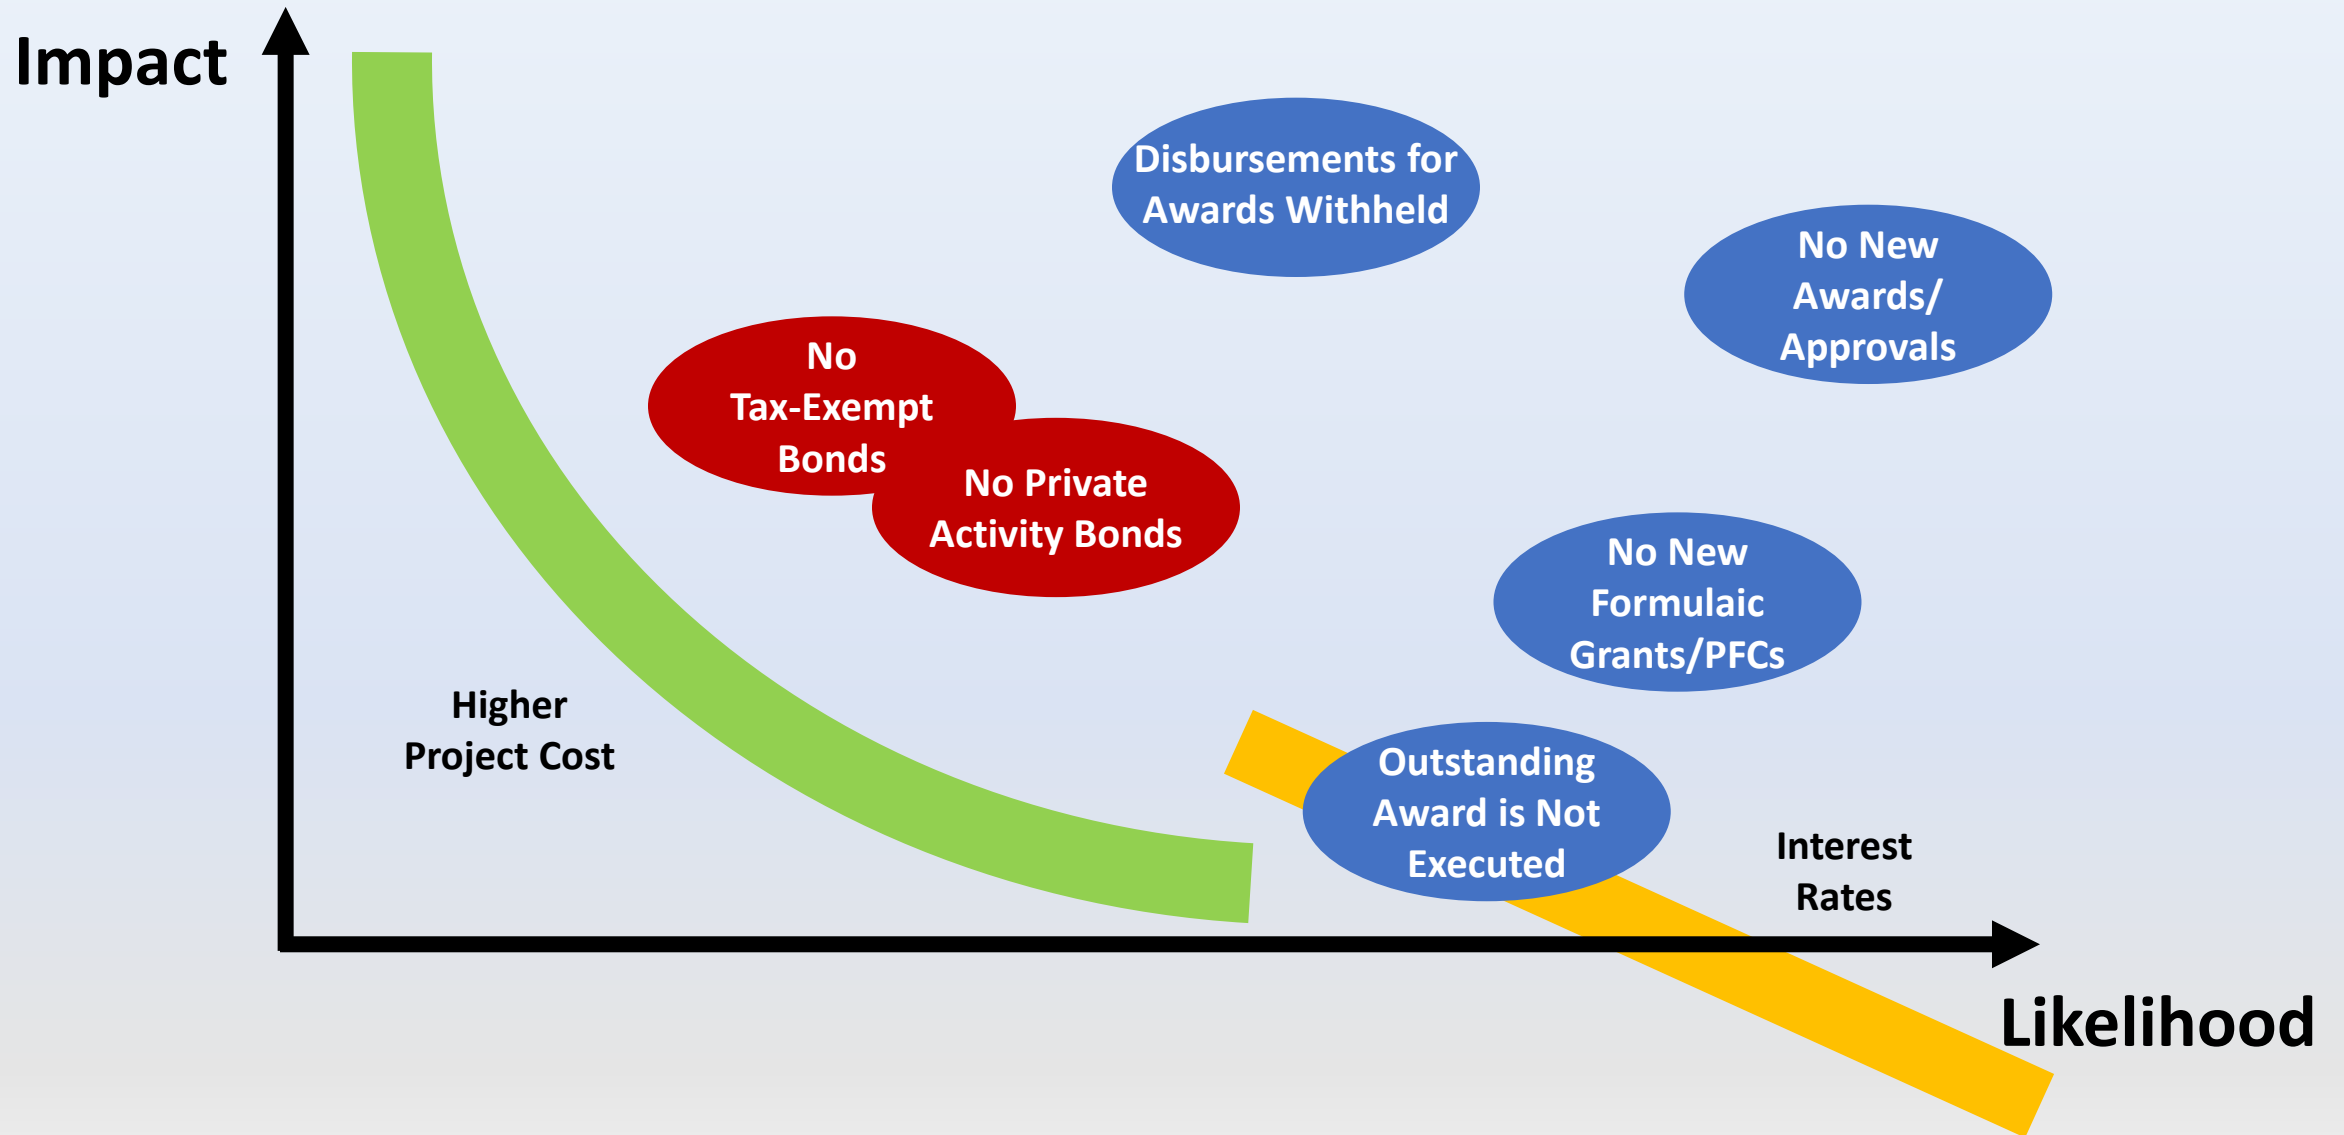 Impact
Disbursements for
Awards Withheld
No New
Awards/
Approvals
No
Tax-Exempt
Bonds
No Private
Activity Bonds
No New
Formulaic
Grants/PFCs
Higher
Project Cost
Outstanding
Award is Not
Executed
Interest
Rates
Likelihood